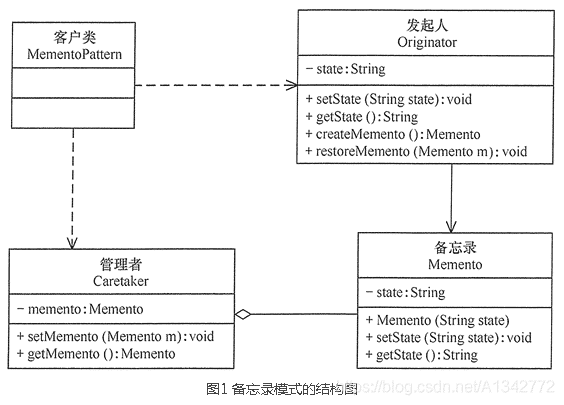 客户类
MementoPattern
发起人
Originator
- state:String
+ setState (String state): void
+ getState ():String
+ createMemento ():Memento
+ restoreMemento (Memento m): void
管理者
Caretaker
- memento:Memento
+ setMemento (Memento m):void
+ getMemento ():Memento
备忘录
Memento
- state:String
+ Memento (String state)
+ setState (String state): void
+ getState ():String
图1 备忘录模式的结构图
https://blog.csdn.net/A1342772